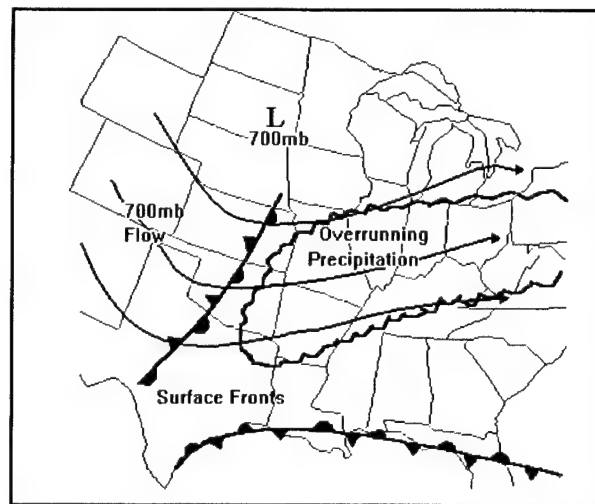 L
700mb
700mb
Flow
Overrunning
Precipitation
Surface Fronts